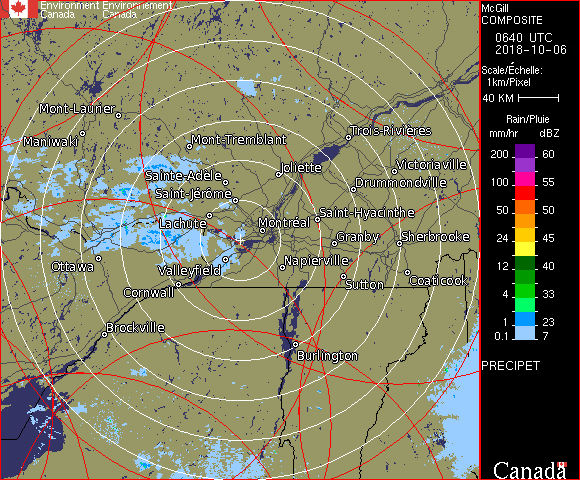 Environment Environnement
Canada Canada
McGill
COMPOSITE
0640 UTC
2018-10-06
Scale/Échelle:
1km/Pixel
40 KM
Rain/Pluie
mm/hr dBZ
200 60
150 55
100 55
50 50
24 45
12 40
4 33
1 23
0.1 7
PRECIPET
Canada
Mont-Laurier
Maniwaki
Mont-Tremblant
Trois-Rivières
Sainte-Adèle
Joliette
Victoriaville
Saint-Jérôme
Drummondville
Lachute
Montréal
Saint-Hyacinthe
Granby
Sherbrooke
Ottawa
Valleyfield
Napierville
Cornwall
Sutton
Coaticook
Brockville
Burlington